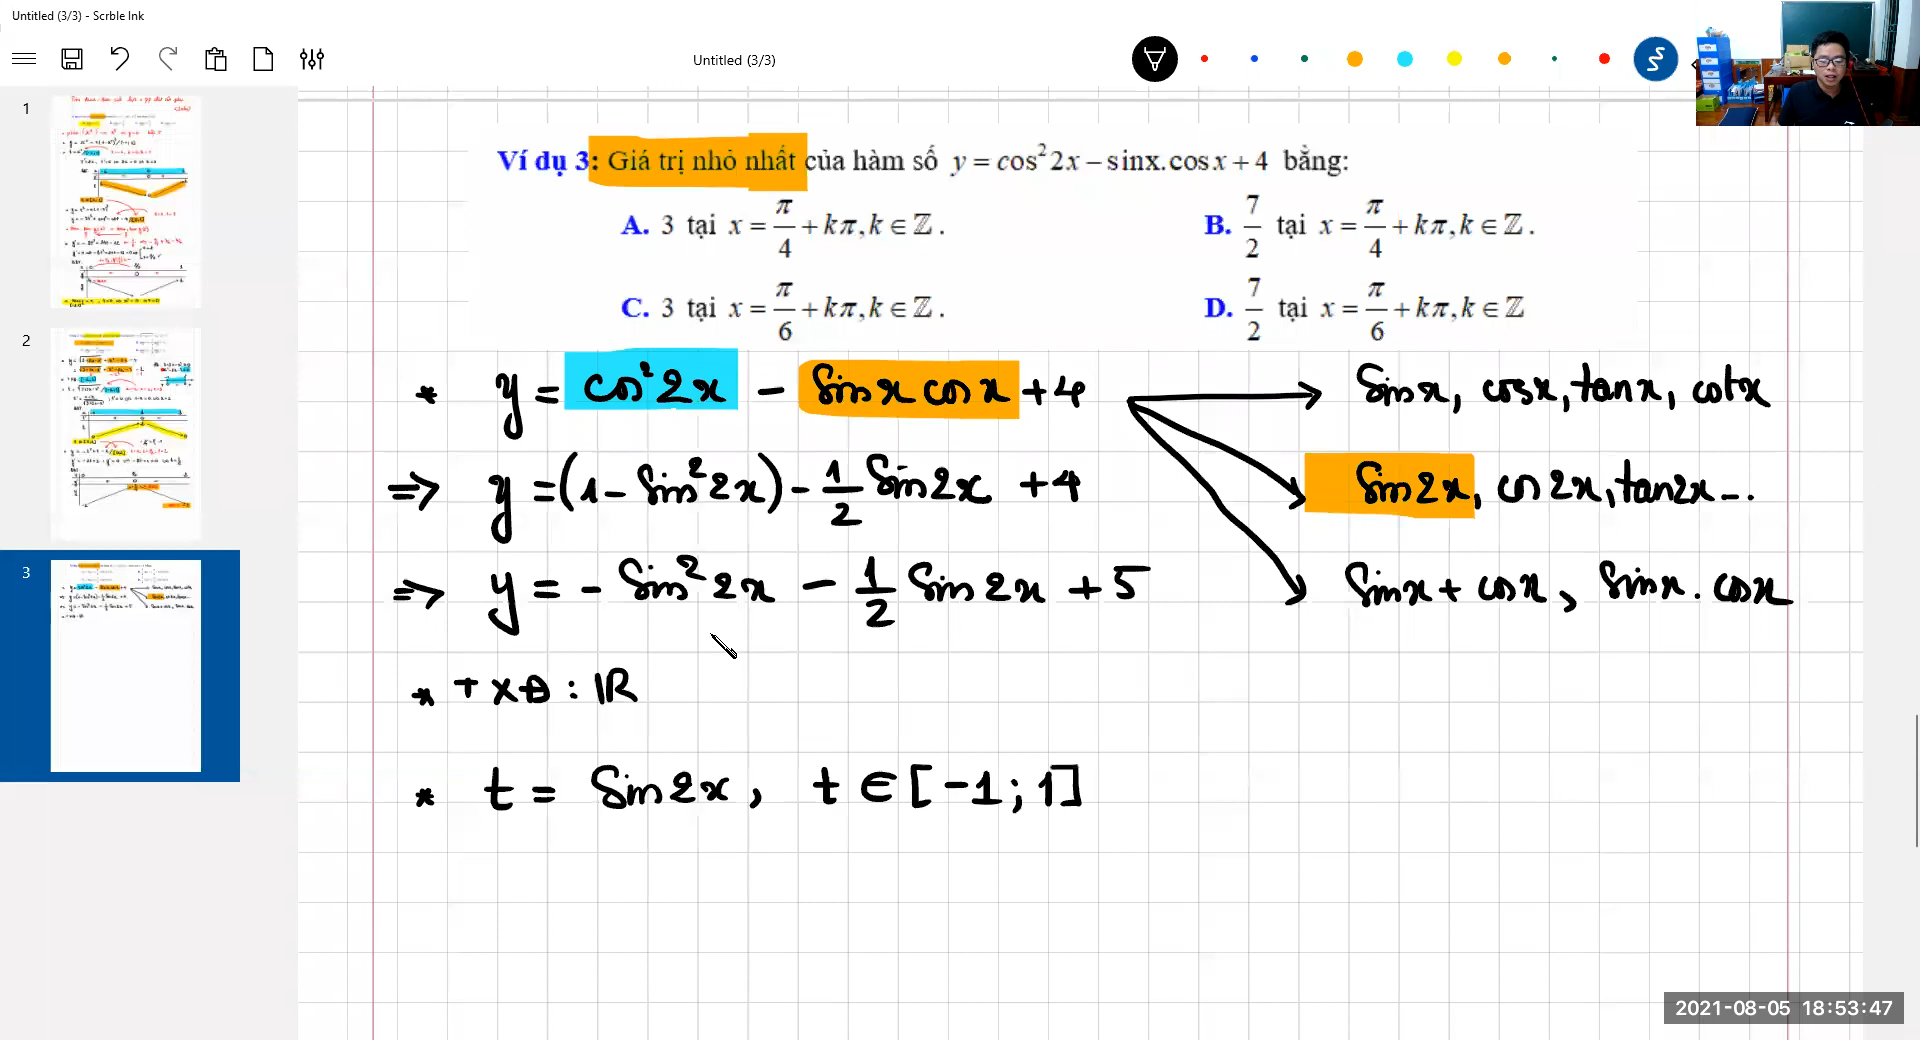 Untitled (3/3) - Scrble Ink
Untitled (3/3)
1
2
3
Ví dụ 3: Giá trị nhỏ nhất của hàm số y = cos²2x − sinx.cosx + 4 bằng:
A. 3 tại x = π/4 + kπ, k ∈ ℤ.
B. 7/2 tại x = π/4 + kπ, k ∈ ℤ.
C. 3 tại x = π/6 + kπ, k ∈ ℤ.
D. 7/2 tại x = π/6 + kπ, k ∈ ℤ
* y = cos²2x − sinx cosx + 4
sinx, cosx, tanx, cotx
=> y = (1 − sin²2x) − 1/2 sin2x + 4
sin2x, cos2x, tan2x...
=> y = − sin²2x − 1/2 sin2x + 5
sinx + cosx, sinx . cosx
* TXĐ : ℝ
* t = sin2x, t ∈ [−1; 1]
2021-08-05 18:53:47